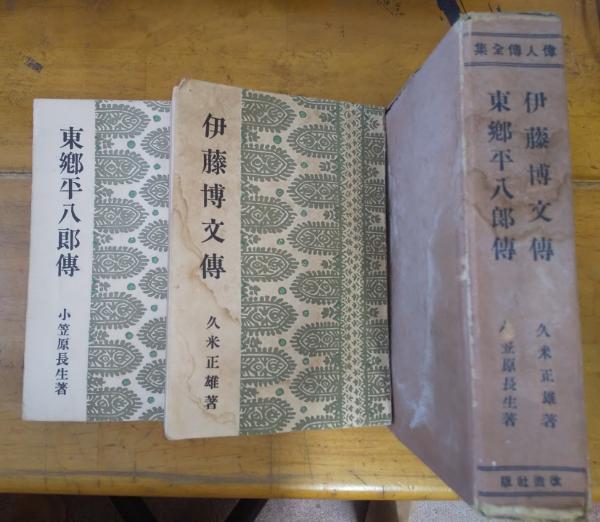 東鄕平八郎傳
小笠原長生著
伊藤博文傳
久米正雄著
集全傳人偉
伊藤博文傳
東鄕平八郎傳
久米正雄著
笠原長生著
版社造改